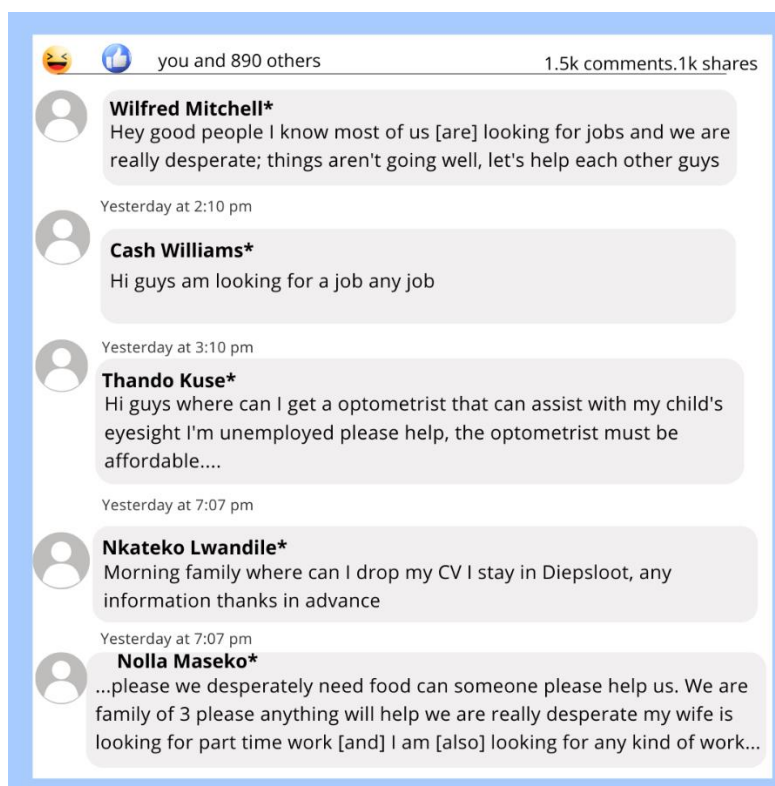 you and 890 others
1.5k comments.1k shares
Wilfred Mitchell*
Hey good people I know most of us [are] looking for jobs and we are
really desperate; things aren't going well, let's help each other guys
Yesterday at 2:10 pm
Cash Williams*
Hi guys am looking for a job any job
Yesterday at 3:10 pm
Thando Kuse*
Hi guys where can I get a optometrist that can assist with my child's
eyesight I'm unemployed please help, the optometrist must be
affordable....
Yesterday at 7:07 pm
Nkateko Lwandile*
Morning family where can I drop my CV I stay in Diepsloot, any
information thanks in advance
Yesterday at 7:07 pm
Nolla Maseko*
...please we desperately need food can someone please help us. We are
family of 3 please anything will help we are really desperate my wife is
looking for part time work [and] I am [also] looking for any kind of work...